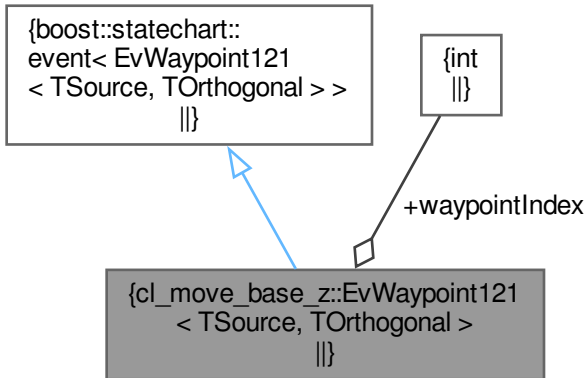 {boost::statechart::
event< EvWaypoint121
< TSource, TOrthogonal > >
||}
{int
||}
+waypointIndex
{cl_move_base_z::EvWaypoint121
< TSource, TOrthogonal >
||}